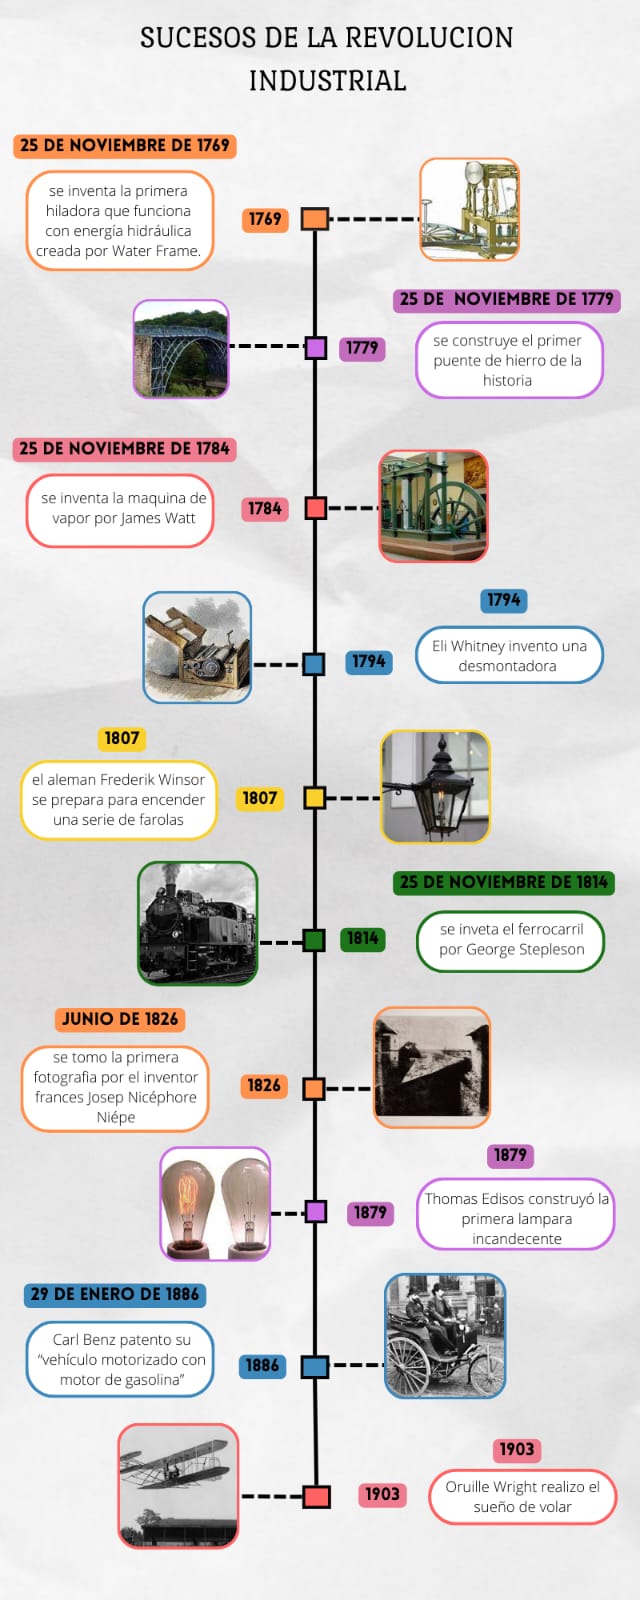 SUCESOS DE LA REVOLUCION
INDUSTRIAL
25 DE NOVIEMBRE DE 1769
se inventa la primera
hiladora que funciona
con energía hidráulica
creada por Water Frame.
1769
25 DE NOVIEMBRE DE 1779
1779
se construye el primer
puente de hierro de la
historia
25 DE NOVIEMBRE DE 1784
se inventa la maquina de
vapor por James Watt
1784
1794
1794
Eli Whitney invento una
desmontadora
1807
el aleman Frederik Winsor
se prepara para encender
una serie de farolas
1807
25 DE NOVIEMBRE DE 1814
1814
se inveta el ferrocarril
por George Stepleson
JUNIO DE 1826
se tomo la primera
fotografia por el inventor
frances Josep Nicéphore
Niépe
1826
1879
1879
Thomas Edisos construyó la
primera lampara
incandecente
29 DE ENERO DE 1886
Carl Benz patento su
“vehículo motorizado con
motor de gasolina”
1886
1903
1903
Oruille Wright realizo el
sueño de volar